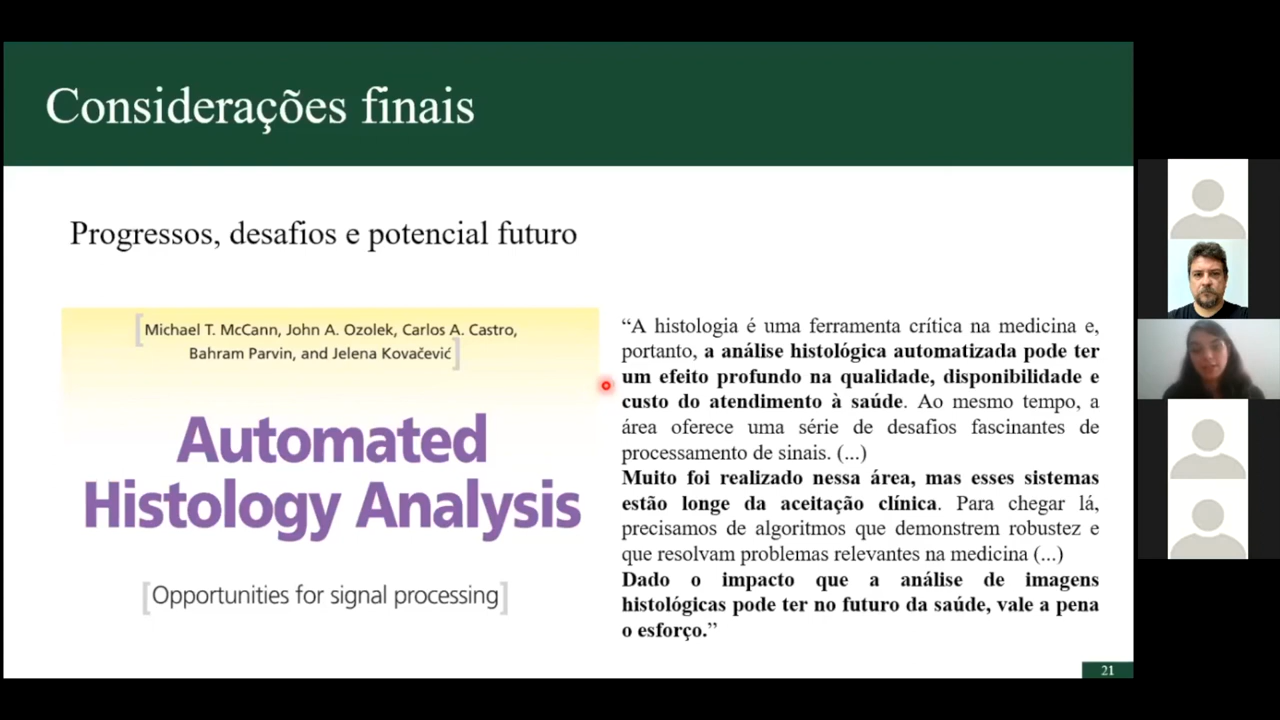 Considerações finais
Progressos, desafios e potencial futuro
[Michael T. McCann, John A. Ozolek, Carlos A. Castro,
Bahram Parvin, and Jelena Kovačević]
Automated
Histology Analysis
[Opportunities for signal processing]
“A histologia é uma ferramenta crítica na medicina e,
portanto, a análise histológica automatizada pode ter
um efeito profundo na qualidade, disponibilidade e
custo do atendimento à saúde. Ao mesmo tempo, a
área oferece uma série de desafios fascinantes de
processamento de sinais. (...)
Muito foi realizado nessa área, mas esses sistemas
estão longe da aceitação clínica. Para chegar lá,
precisamos de algoritmos que demonstrem robustez e
que resolvam problemas relevantes na medicina (...)
Dado o impacto que a análise de imagens
histológicas pode ter no futuro da saúde, vale a pena
o esforço.”
21